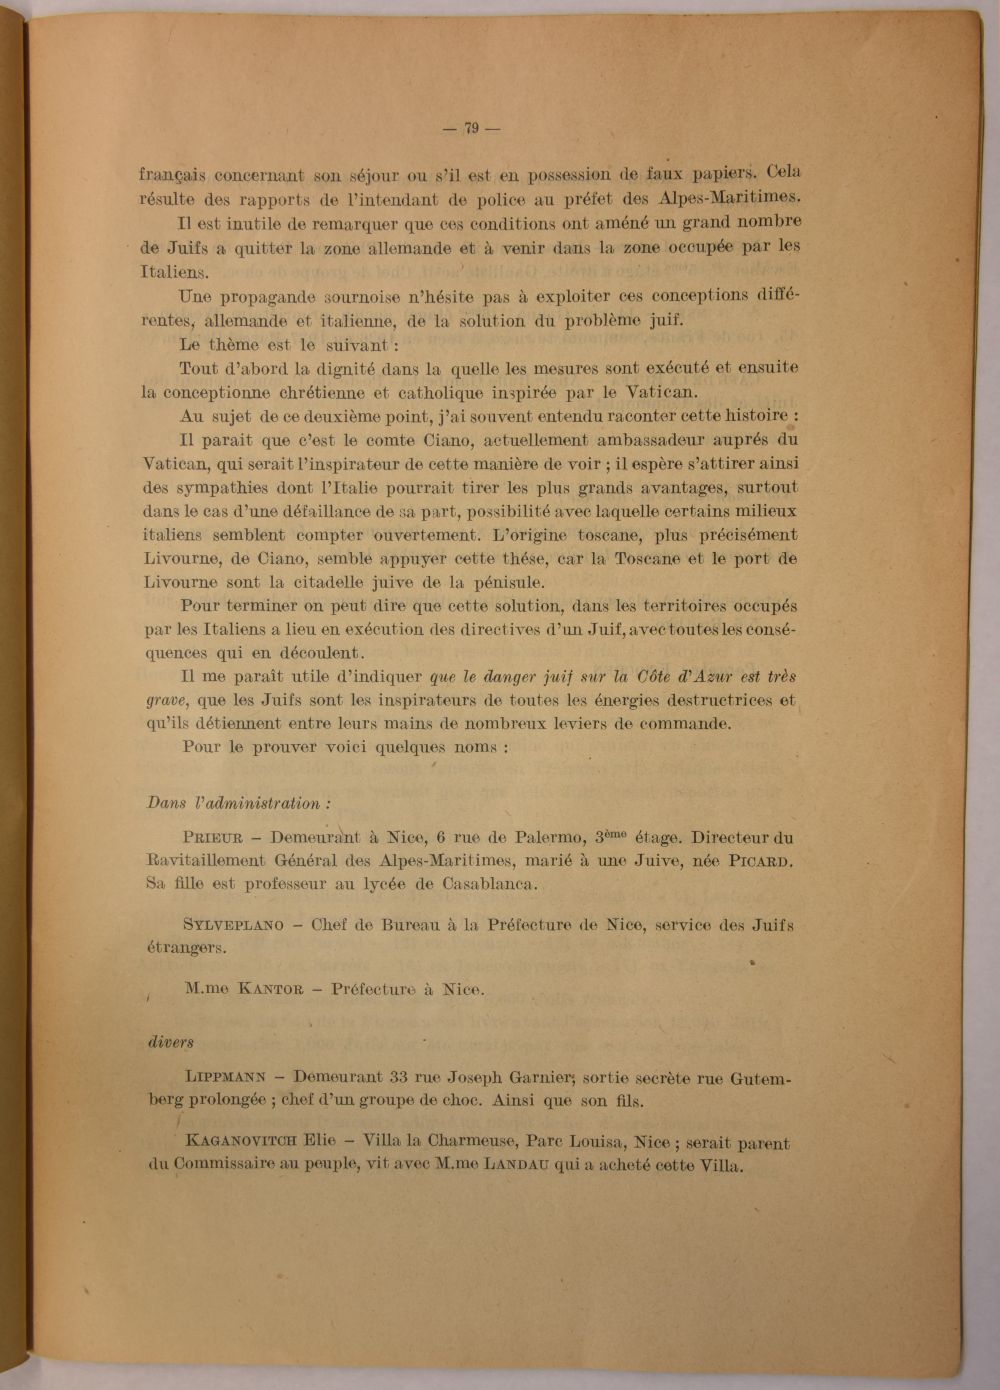 — 79 —
français concernant son séjour ou s'il est en possession de faux papiers. Cela
résulte des rapports de l'intendant de police au préfet des Alpes-Maritimes.
Il est inutile de remarquer que ces conditions ont améné un grand nombre
de Juifs a quitter la zone allemande et à venir dans la zone occupée par les
Italiens.
Une propagande sournoise n'hésite pas à exploiter ces conceptions diffé-
rentes, allemande et italienne, de la solution du problème juif.
Le thème est le suivant :
Tout d'abord la dignité dans la quelle les mesures sont exécuté et ensuite
la conceptionne chrétienne et catholique inspirée par le Vatican.
Au sujet de ce deuxième point, j'ai souvent entendu raconter cette histoire :
Il parait que c'est le comte Ciano, actuellement ambassadeur auprés du
Vatican, qui serait l'inspirateur de cette manière de voir ; il espère s'attirer ainsi
des sympathies dont l'Italie pourrait tirer les plus grands avantages, surtout
dans le cas d'une défaillance de sa part, possibilité avec laquelle certains milieux
italiens semblent compter ouvertement. L'origine toscane, plus précisément
Livourne, de Ciano, semble appuyer cette thése, car la Toscane et le port de
Livourne sont la citadelle juive de la pénisule.
Pour terminer on peut dire que cette solution, dans les territoires occupés
par les Italiens a lieu en exécution des directives d'un Juif, avec toutes les consé-
quences qui en découlent.
Il me paraît utile d'indiquer que le danger juif sur la Côte d'Azur est très
grave, que les Juifs sont les inspirateurs de toutes les énergies destructrices et
qu'ils détiennent entre leurs mains de nombreux leviers de commande.
Pour le prouver voici quelques noms :
Dans l'administration :
PRIEUR – Demeurant à Nice, 6 rue de Palermo, 3ème étage. Directeur du
Ravitaillement Général des Alpes-Maritimes, marié à une Juive, née PICARD.
Sa fille est professeur au lycée de Casablanca.
SYLVEPLANO – Chef de Bureau à la Préfecture de Nice, service des Juifs
étrangers.
M.me KANTOR – Préfecture à Nice.
divers
LIPPMANN – Demeurant 33 rue Joseph Garnier; sortie secrète rue Gutem-
berg prolongée ; chef d'un groupe de choc. Ainsi que son fils.
KAGANOVITCH Elie – Villa la Charmeuse, Parc Louisa, Nice ; serait parent
du Commissaire au peuple, vit avec M.me LANDAU qui a acheté cette Villa.